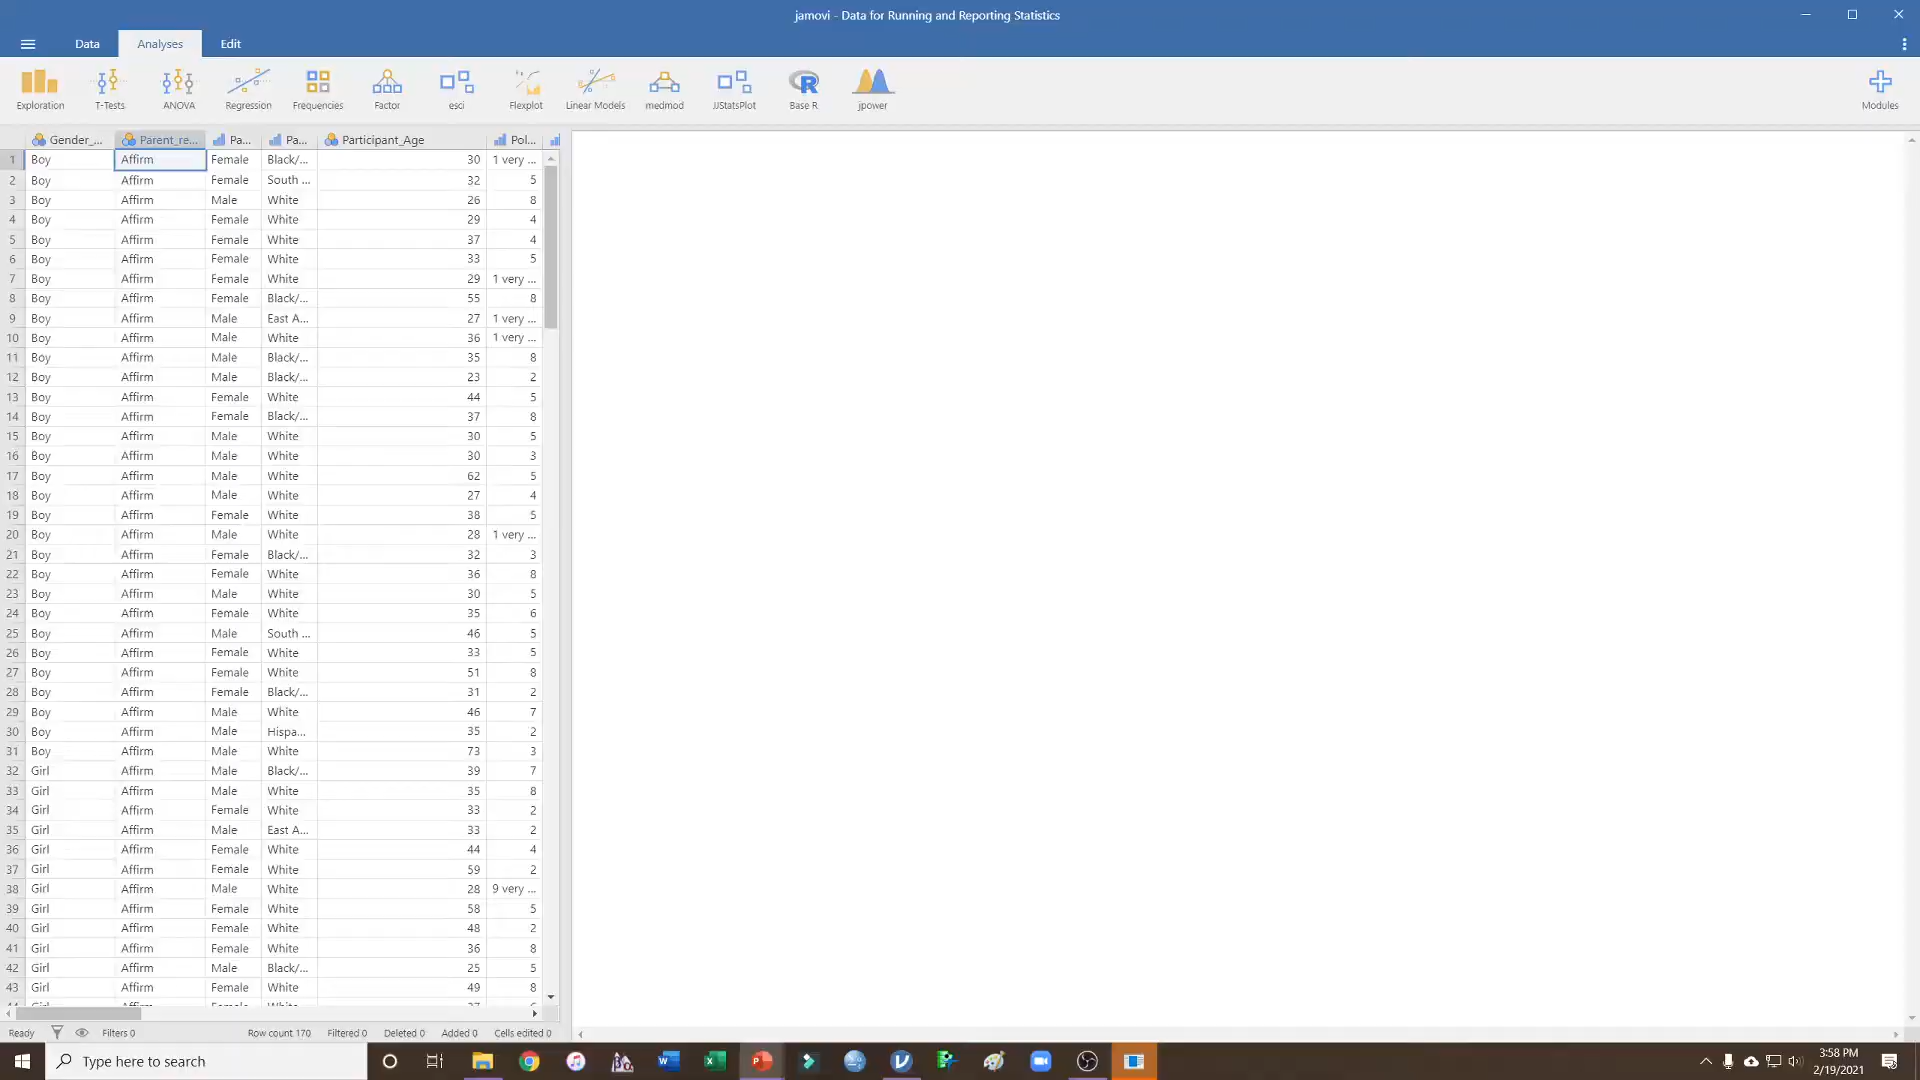 jamovi - Data for Running and Reporting Statistics
Data Analyses Edit
Exploration T-Tests ANOVA Regression Frequencies Factor esci Flexplot Linear Models medmod JJStatsPlot Base R jpower Modules
Gender_... Parent_re... Pa... Pa... Participant_Age Pol...
1 Boy Affirm Female Black/... 30 1 very ...
2 Boy Affirm Female South ... 32 5
3 Boy Affirm Male White 26 8
4 Boy Affirm Female White 29 4
5 Boy Affirm Female White 37 4
6 Boy Affirm Female White 33 5
7 Boy Affirm Female White 29 1 very ...
8 Boy Affirm Female Black/... 55 8
9 Boy Affirm Male East A... 27 1 very ...
10 Boy Affirm Male White 36 1 very ...
11 Boy Affirm Male Black/... 35 8
12 Boy Affirm Male Black/... 23 2
13 Boy Affirm Female White 44 5
14 Boy Affirm Female Black/... 37 8
15 Boy Affirm Male White 30 5
16 Boy Affirm Male White 30 3
17 Boy Affirm Male White 62 5
18 Boy Affirm Male White 27 4
19 Boy Affirm Female White 38 5
20 Boy Affirm Male White 28 1 very ...
21 Boy Affirm Female Black/... 32 3
22 Boy Affirm Female White 36 8
23 Boy Affirm Male White 30 5
24 Boy Affirm Female White 35 6
25 Boy Affirm Male South ... 46 5
26 Boy Affirm Female White 33 5
27 Boy Affirm Female White 51 8
28 Boy Affirm Female Black/... 31 2
29 Boy Affirm Male White 46 7
30 Boy Affirm Male Hispa... 35 2
31 Boy Affirm Male White 73 3
32 Girl Affirm Male Black/... 39 7
33 Girl Affirm Male White 35 8
34 Girl Affirm Female White 33 2
35 Girl Affirm Male East A... 33 2
36 Girl Affirm Female White 44 4
37 Girl Affirm Female White 59 2
38 Girl Affirm Male White 28 9 very ...
39 Girl Affirm Female White 58 5
40 Girl Affirm Female White 48 2
41 Girl Affirm Female White 36 8
42 Girl Affirm Male Black/... 25 5
43 Girl Affirm Female White 49 8
Ready Filters 0 Row count 170 Filtered 0 Deleted 0 Added 0 Cells edited 0
Type here to search
3:58 PM
2/19/2021